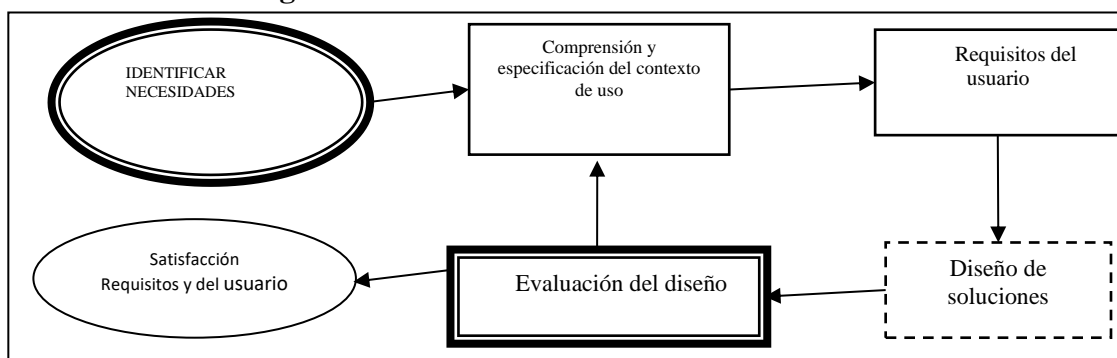 IDENTIFICAR
NECESIDADES
Comprensión y
especificación del contexto
de uso
Requisitos del
usuario
Satisfacción
Requisitos y del usuario
Evaluación del diseño
Diseño de
soluciones